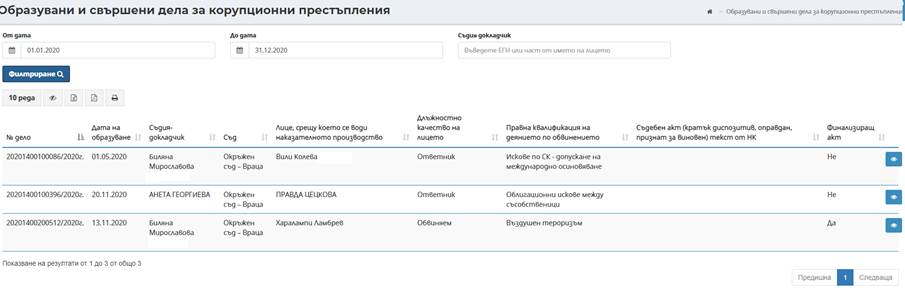 Образувани и свършени дела за корупционни престъпления
Образувани и свършени дела за корупционни престъпления
От дата
До дата
Съдия докладчик
01.01.2020
31.12.2020
Въведете ЕГН или част от името на лицето
Филтриране
10 реда
№ дело
Дата на образуване
Съдия-докладчик
Съд
Лице, срещу което се води наказателното производство
Длъжностно качество на лицето
Правна квалификация на деянието по обвинението
Съдебен акт (кратък диспозитив, оправдан, признат за виновен) текст от НК
Финализиращ акт
20201400100086/2020г.
01.05.2020
Биляна Мирославова
Окръжен съд – Враца
Вили Колева
Ответник
Искове по СК - допускане на международно осиновяване
Не
20201400100396/2020г.
20.11.2020
АНЕТА ГЕОРГИЕВА
Окръжен съд – Враца
ПРАВДА ЦЕЦКОВА
Ответник
Облигационни искове между съсобственици
Не
20201400200512/2020г.
13.11.2020
Биляна Мирославова
Окръжен съд – Враца
Харалампи Ламбрев
Обвиняем
Въздушен тероризъм
Да
Показване на резултати от 1 до 3 от общо 3
Предишна 1 Следваща